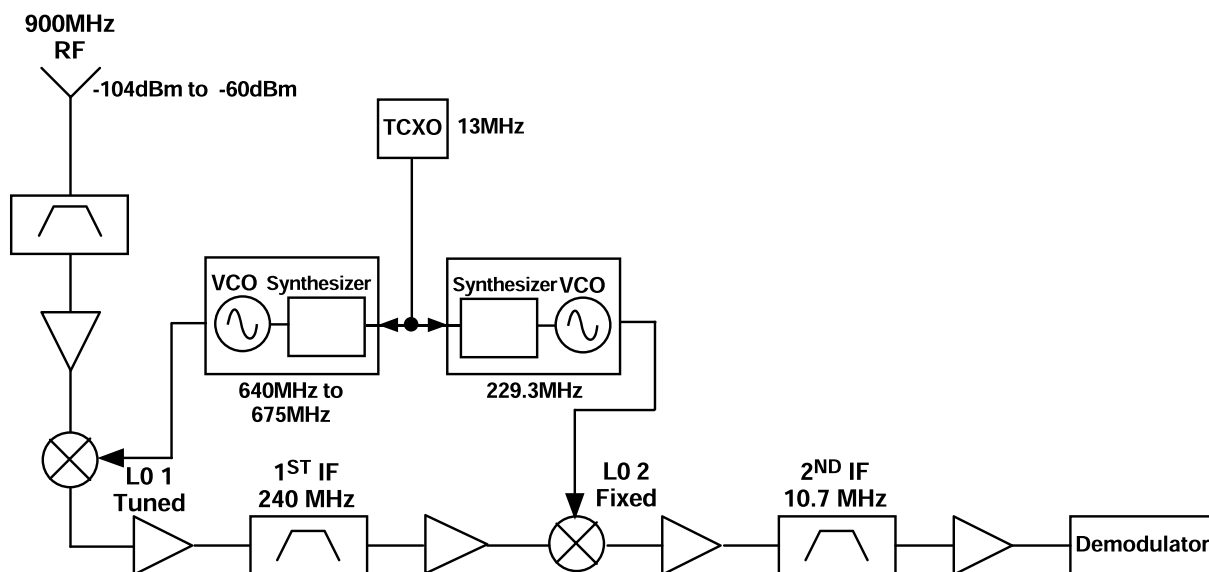 900MHz
RF
-104dBm to -60dBm
TCXO
13MHz
VCO
Synthesizer
Synthesizer
VCO
640MHz to
675MHz
229.3MHz
L0 1
Tuned
1ST IF
240 MHz
L0 2
Fixed
2ND IF
10.7 MHz
Demodulator